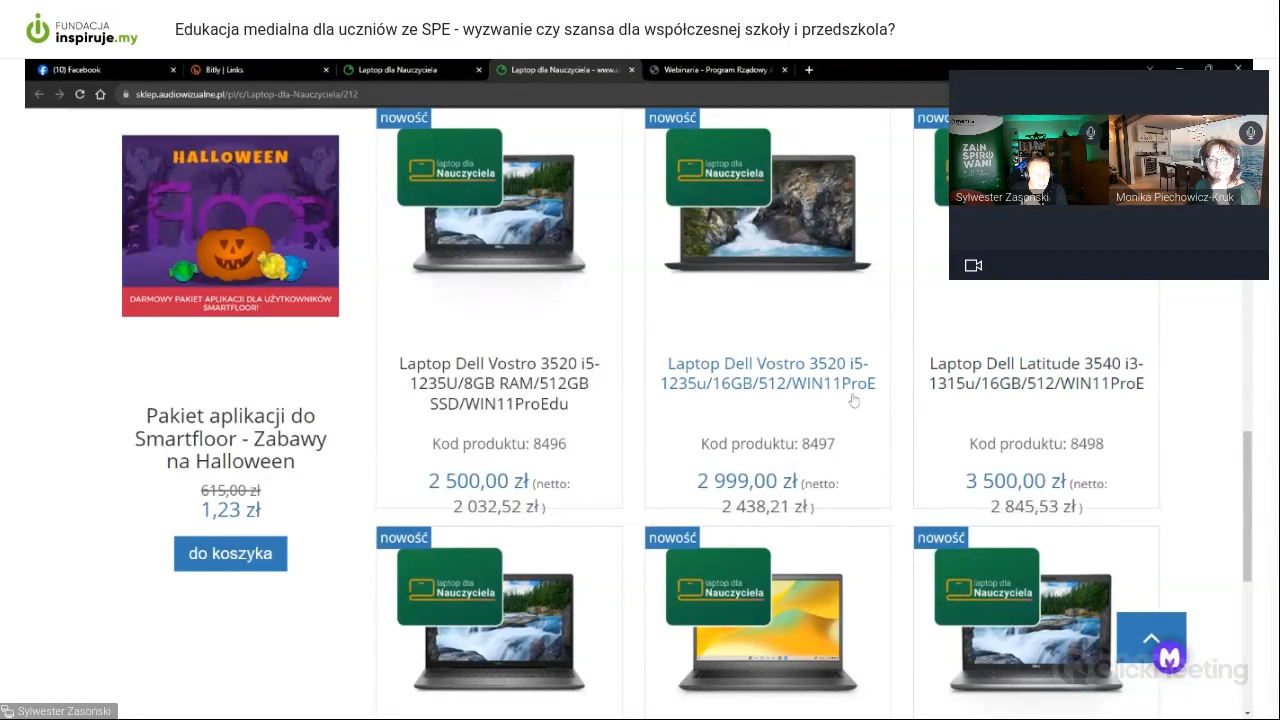 FUNDACJA
inspiruje.my
Edukacja medialna dla uczniów ze SPE - wyzwanie czy szansa dla współczesnej szkoły i przedszkola?
(10) Facebook
Bitly | Links
Laptop dla Nauczyciela
Laptop dla Nauczyciela - www.
Webinaria - Program Rządowy
sklep.audiowizualne.pl/pl/c/Laptop-dla-Nauczyciela/212
ZAIN
SPIRO
WANI
Sylwester Zasoński
Monika Piechowicz-Kruk
HALLOWEEN
FLOOR
DARMOWY PAKIET APLIKACJI DLA UŻYTKOWNIKÓW
SMARTFLOOR!
Pakiet aplikacji do
Smartfloor - Zabawy
na Halloween
615,00 zł
1,23 zł
do koszyka
nowość
laptop dla
Nauczyciela
DELL
Laptop Dell Vostro 3520 i5-
1235U/8GB RAM/512GB
SSD/WIN11ProEdu
Kod produktu: 8496
2 500,00 zł (netto:
2 032,52 zł )
nowość
laptop dla
Nauczyciela
Laptop Dell Vostro 3520 i5-
1235u/16GB/512/WIN11ProE
Kod produktu: 8497
2 999,00 zł (netto:
2 438,21 zł )
nowo
Laptop Dell Latitude 3540 i3-
1315u/16GB/512/WIN11ProE
Kod produktu: 8498
3 500,00 zł (netto:
2 845,53 zł )
nowość
laptop dla
Nauczyciela
nowość
laptop dla
Nauczyciela
nowość
laptop dla
Nauczyciela
ClickMeeting
Sylwester Zasoński